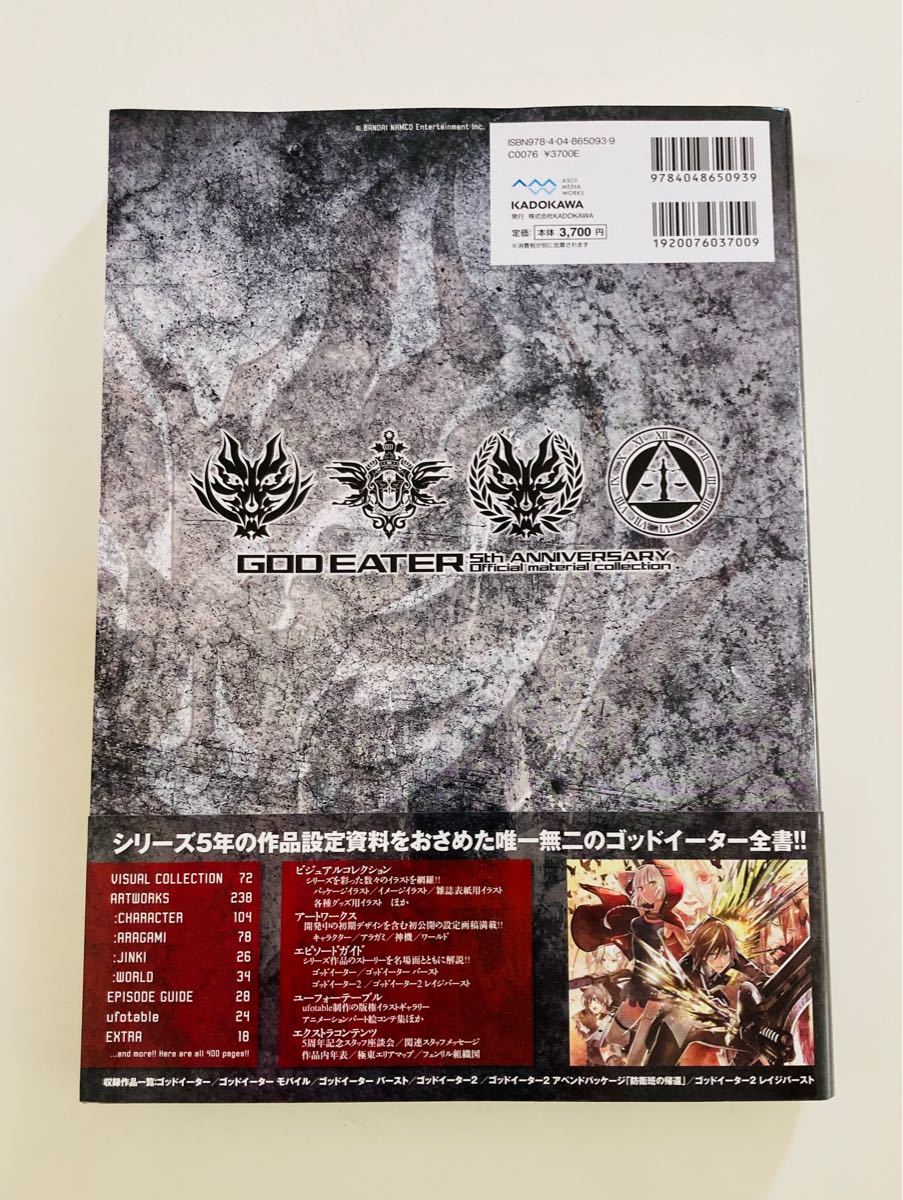 © BANDAI NAMCO Entertainment Inc.
ISBN978-4-04-865093-9
C0076 ¥3700E
ASCII
MEDIA
WORKS
KADOKAWA
発行 株式会社KADOKAWA
定価: 本体 3,700 円
※消費税が別に加算されます
9784048650939
1920076037009
GOD EATER 5th ANNIVERSARY
Official material collection
シリーズ5年の作品設定資料をおさめた唯一無二のゴッドイーター全書!!
VISUAL COLLECTION 72
ARTWORKS 238
:CHARACTER 104
:ARAGAMI 78
:JINKI 26
:WORLD 34
EPISODE GUIDE 28
ufotable 24
EXTRA 18
...and more!! Here are all 400 pages!!
ビジュアルコレクション
シリーズを彩った数々のイラストを網羅!!
パッケージイラスト/イメージイラスト/雑誌表紙用イラスト
各種グッズ用イラスト ほか
アートワークス
開発中の初期デザインを含む初公開の設定画稿満載!!
キャラクター/アラガミ/神機/ワールド
エピソードガイド
シリーズ作品のストーリーを名場面とともに解説!!
ゴッドイーター/ゴッドイーター バースト
ゴッドイーター2/ゴッドイーター2 レイジバースト
ユーフォーテーブル
ufotable制作の版権イラストギャラリー
アニメーションパート絵コンテ集ほか
エクストラコンテンツ
5周年記念スタッフ座談会/関連スタッフメッセージ
作品内年表/極東エリアマップ/フェンリル組織図
収録作品一覧:ゴッドイーター/ゴッドイーター モバイル/ゴッドイーター バースト/ゴッドイーター2/ゴッドイーター2 アペンドパッケージ「防衛班の帰還」/ゴッドイーター2 レイジバースト